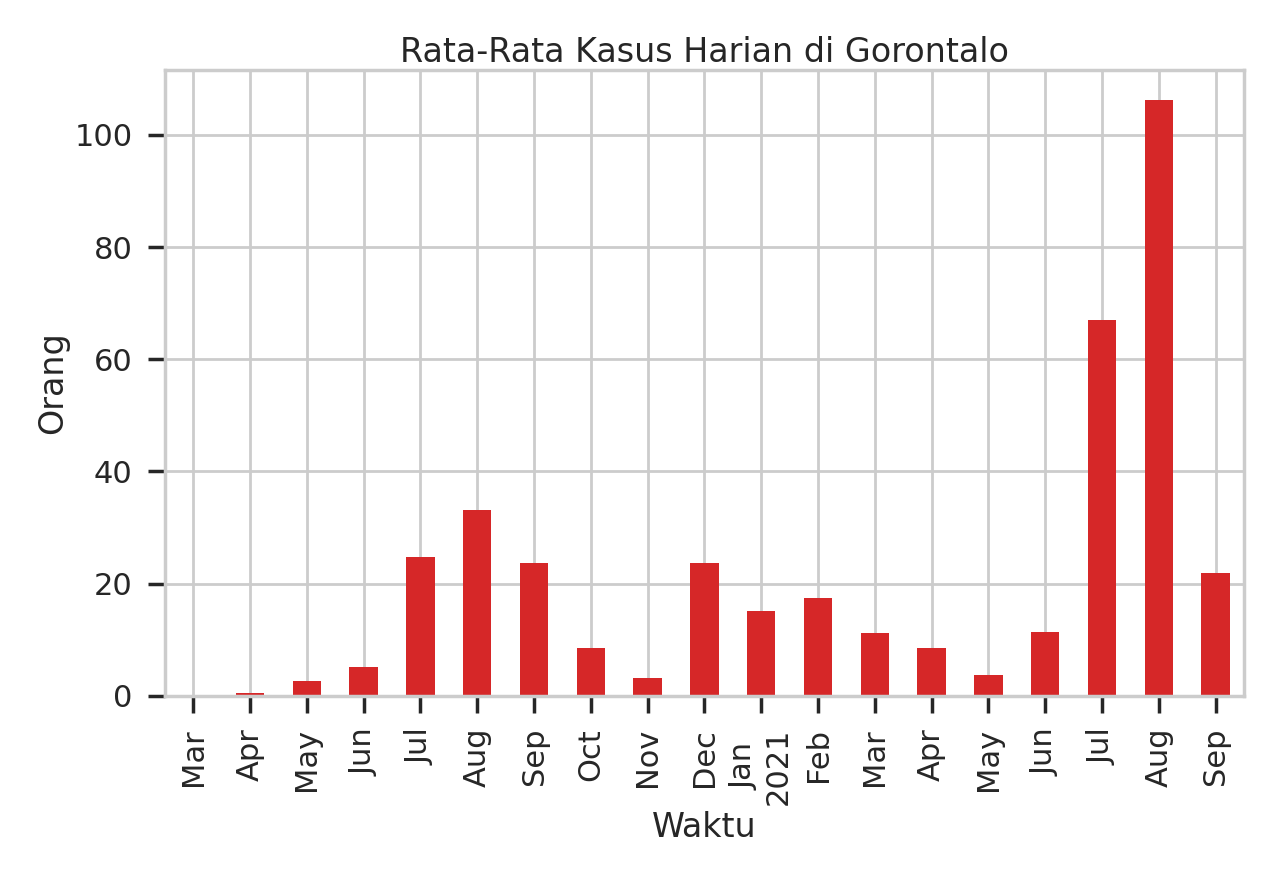 Rata-Rata Kasus Harian di Gorontalo
100
80
60
40
20
0
Orang
Mar
Apr
May
Jun
Jul
Aug
Sep
Oct
Nov
Dec
Jan
2021
Feb
Mar
Apr
May
Jun
Jul
Aug
Sep
Waktu